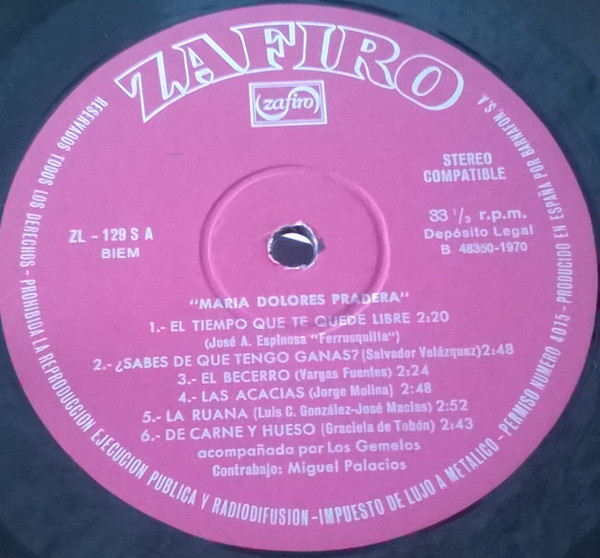 ZAFIRO
zafiro
STEREO
COMPATIBLE
ZL - 129 S A
BIEM
33 1/3 r.p.m.
Depósito Legal
B. 48350-1970
"MARIA DOLORES PRADERA"
1.- EL TIEMPO QUE TE QUEDE LIBRE 2:20
(José A. Espinosa "Ferrusquilla")
2.- ¿SABES DE QUE TENGO GANAS? (Salvador Velázquez) 2:48
3.- EL BECERRO (Vargas Fuentes) 2:24
4.- LAS ACACIAS (Jorge Molina) 2:48
5.- LA RUANA (Luis C. González-José Macias) 2:52
6.- DE CARNE Y HUESO (Graciela de Tobón) 2:43
acompañada por Los Gemelos
Contrabajo: Miguel Palacios
RESERVADOS TODOS LOS DERECHOS - PROHIBIDA LA REPRODUCCION EJECUCION PUBLICA Y RADIODIFUSION - IMPUESTO DE LUJO A METALICO - PERMISO NUMERO 4015 - PRODUCIDO EN ESPAÑA POR BARNAFON, S.A.